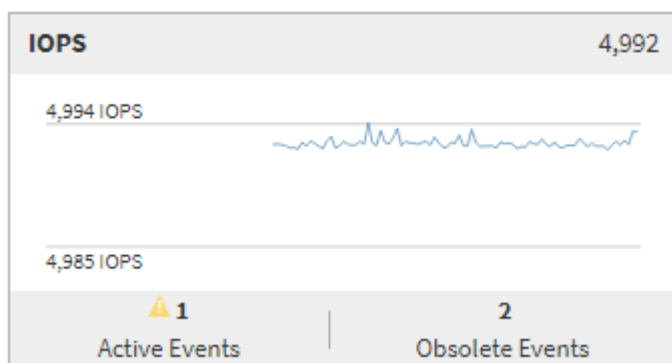 IOPS 4,992
4,994 IOPS
4,985 IOPS
1 2
Active Events Obsolete Events